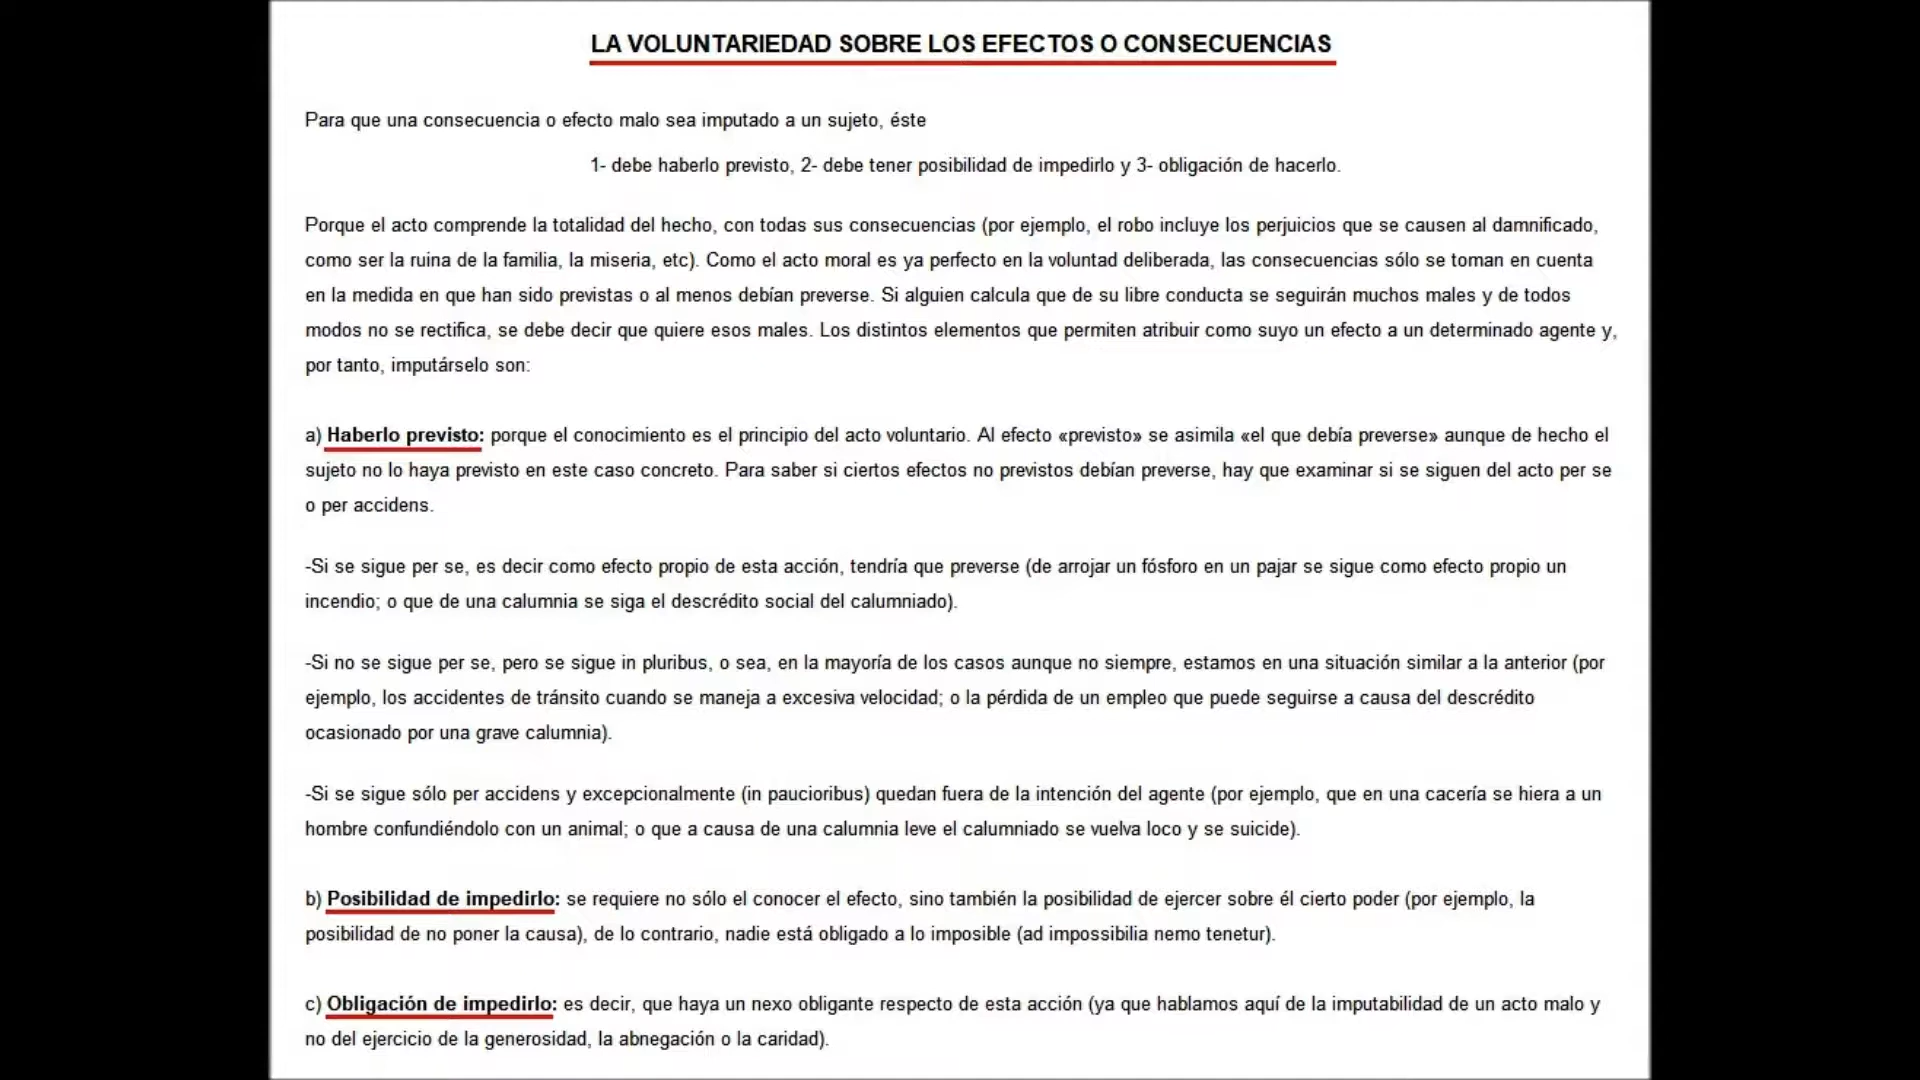 LA VOLUNTARIEDAD SOBRE LOS EFECTOS O CONSECUENCIAS
Para que una consecuencia o efecto malo sea imputado a un sujeto, éste
1- debe haberlo previsto, 2- debe tener posibilidad de impedirlo y 3- obligación de hacerlo.
Porque el acto comprende la totalidad del hecho, con todas sus consecuencias (por ejemplo, el robo incluye los perjuicios que se causen al damnificado,
como ser la ruina de la familia, la miseria, etc). Como el acto moral es ya perfecto en la voluntad deliberada, las consecuencias sólo se toman en cuenta
en la medida en que han sido previstas o al menos debían preverse. Si alguien calcula que de su libre conducta se seguirán muchos males y de todos
modos no se rectifica, se debe decir que quiere esos males. Los distintos elementos que permiten atribuir como suyo un efecto a un determinado agente y,
por tanto, imputárselo son:
a) Haberlo previsto: porque el conocimiento es el principio del acto voluntario. Al efecto «previsto» se asimila «el que debía preverse» aunque de hecho el
sujeto no lo haya previsto en este caso concreto. Para saber si ciertos efectos no previstos debían preverse, hay que examinar si se siguen del acto per se
o per accidens.
-Si se sigue per se, es decir como efecto propio de esta acción, tendría que preverse (de arrojar un fósforo en un pajar se sigue como efecto propio un
incendio; o que de una calumnia se siga el descrédito social del calumniado).
-Si no se sigue per se, pero se sigue in pluribus, o sea, en la mayoría de los casos aunque no siempre, estamos en una situación similar a la anterior (por
ejemplo, los accidentes de tránsito cuando se maneja a excesiva velocidad; o la pérdida de un empleo que puede seguirse a causa del descrédito
ocasionado por una grave calumnia).
-Si se sigue sólo per accidens y excepcionalmente (in paucioribus) quedan fuera de la intención del agente (por ejemplo, que en una cacería se hiera a un
hombre confundiéndolo con un animal; o que a causa de una calumnia leve el calumniado se vuelva loco y se suicide).
b) Posibilidad de impedirlo: se requiere no sólo el conocer el efecto, sino también la posibilidad de ejercer sobre él cierto poder (por ejemplo, la
posibilidad de no poner la causa), de lo contrario, nadie está obligado a lo imposible (ad impossibilia nemo tenetur).
c) Obligación de impedirlo: es decir, que haya un nexo obligante respecto de esta acción (ya que hablamos aquí de la imputabilidad de un acto malo y
no del ejercicio de la generosidad, la abnegación o la caridad).